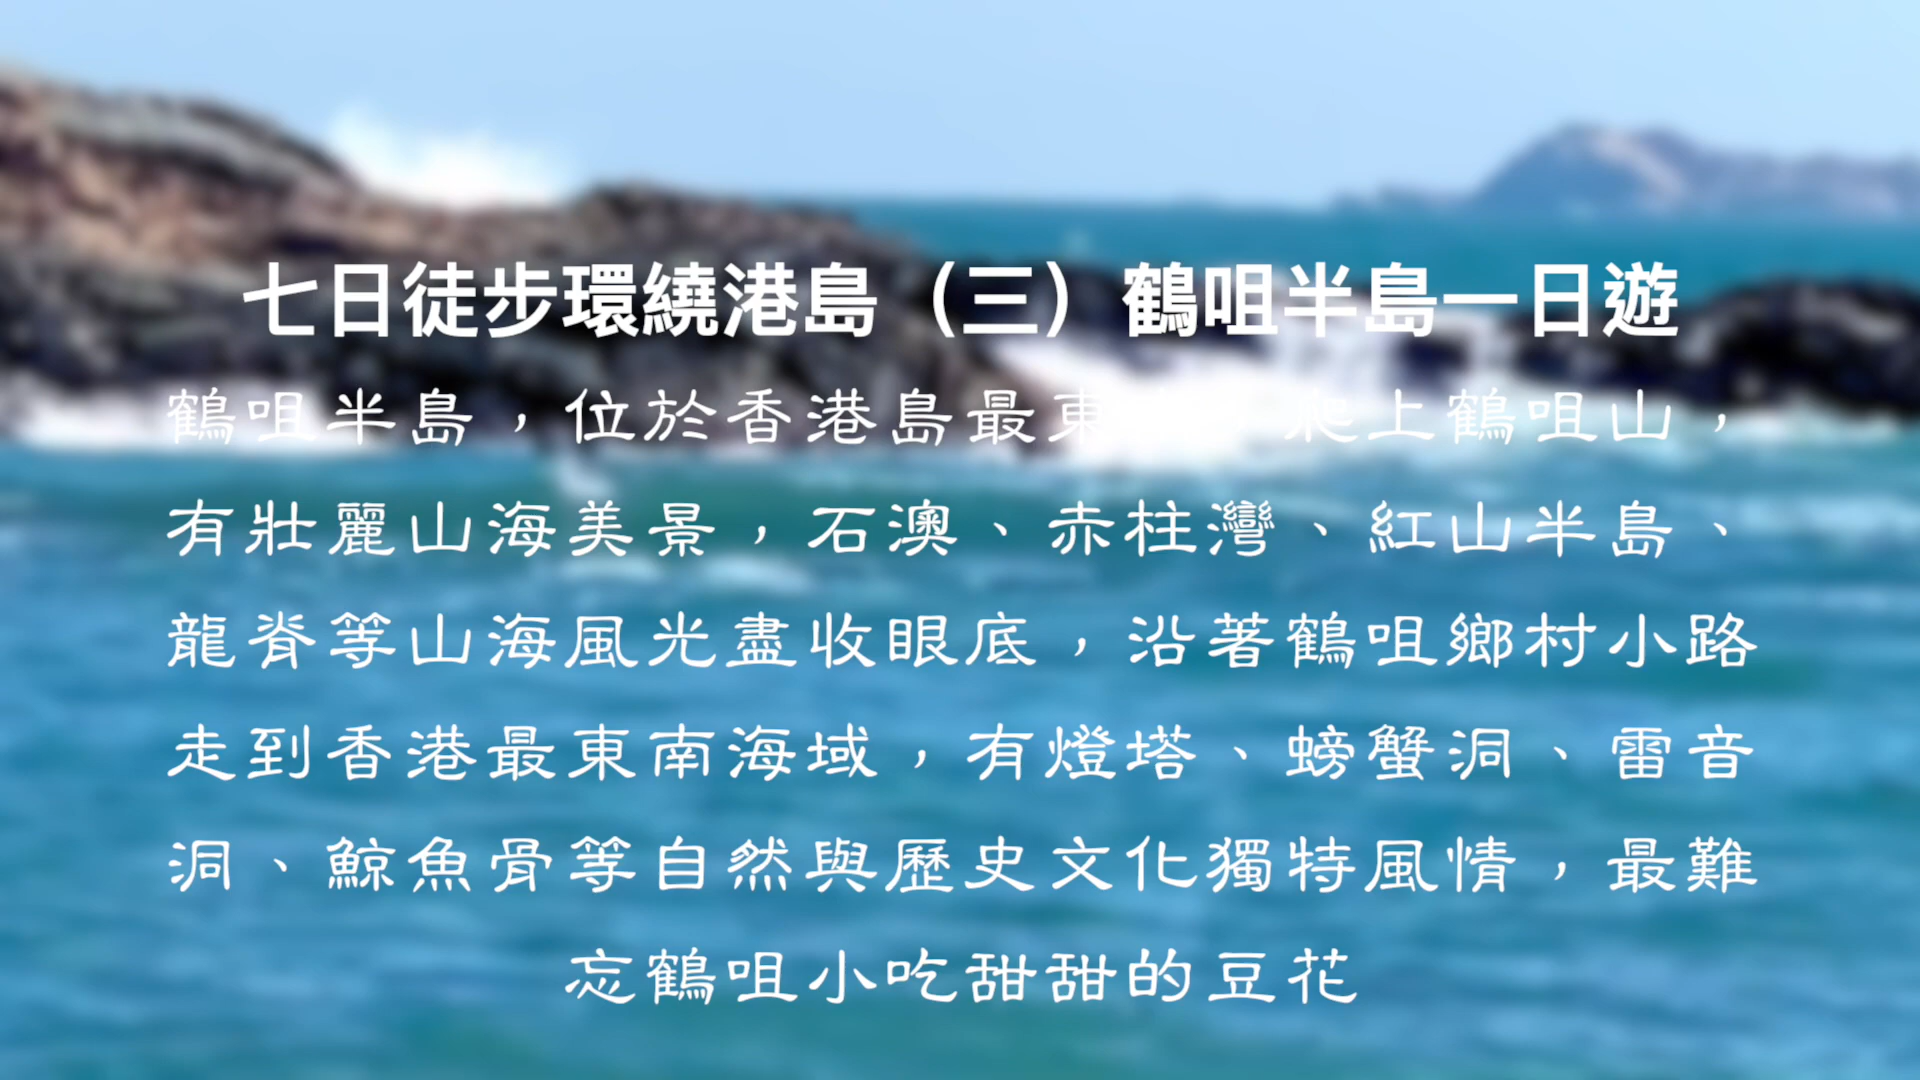 七日徒步環繞港島（三）鶴咀半島一日遊
鶴咀半島，位於香港島最東 爬上鶴咀山，
有壯麗山海美景，石澳、赤柱灣、紅山半島、
龍脊等山海風光盡收眼底，沿著鶴咀鄉村小路
走到香港最東南海域，有燈塔、螃蟹洞、雷音
洞、鯨魚骨等自然與歷史文化獨特風情，最難
忘鶴咀小吃甜甜的豆花